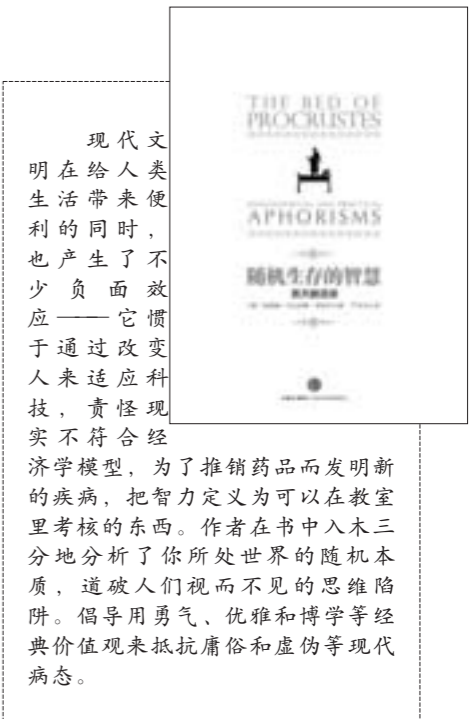 THE BED OF
PROCRUSTES
APHORISMS
随机生存的智慧
现代文
明在给人类
生活带来便
利的同时，
也产生了不
少负面效
应——它惯
于通过改变
人来适应科
技，责怪现
实不符合经
济学模型，为了推销药品而发明新
的疾病，把智力定义为可以在教室
里考核的东西。作者在书中入木三
分地分析了你所处世界的随机本
质，道破人们视而不见的思维陷
阱。倡导用勇气、优雅和博学等经
典价值观来抵抗庸俗和虚伪等现代
病态。